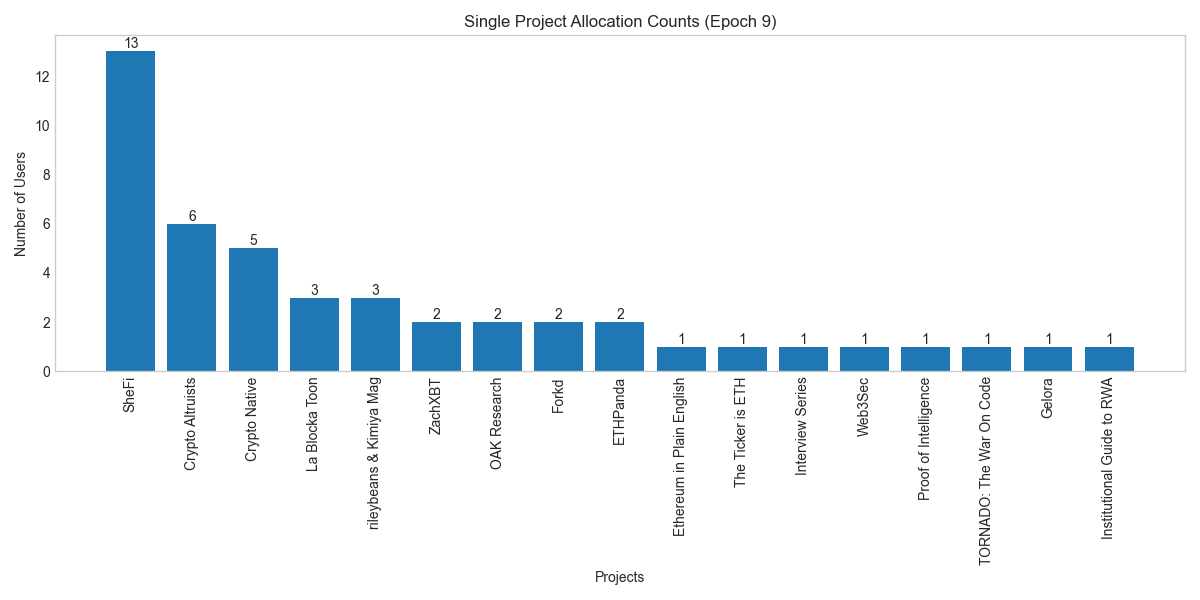 Single Project Allocation Counts (Epoch 9)
Number of Users
12
10
8
6
4
2
0
13
6
5
3
3
2
2
2
2
1
1
1
1
1
1
1
1
SheFi
Crypto Altruists
Crypto Native
La Blocka Toon
rileybeans & Kimiya Mag
ZachXBT
OAK Research
Forkd
ETHPanda
Ethereum in Plain English
The Ticker is ETH
Interview Series
Web3Sec
Proof of Intelligence
TORNADO: The War On Code
Gelora
Institutional Guide to RWA
Projects